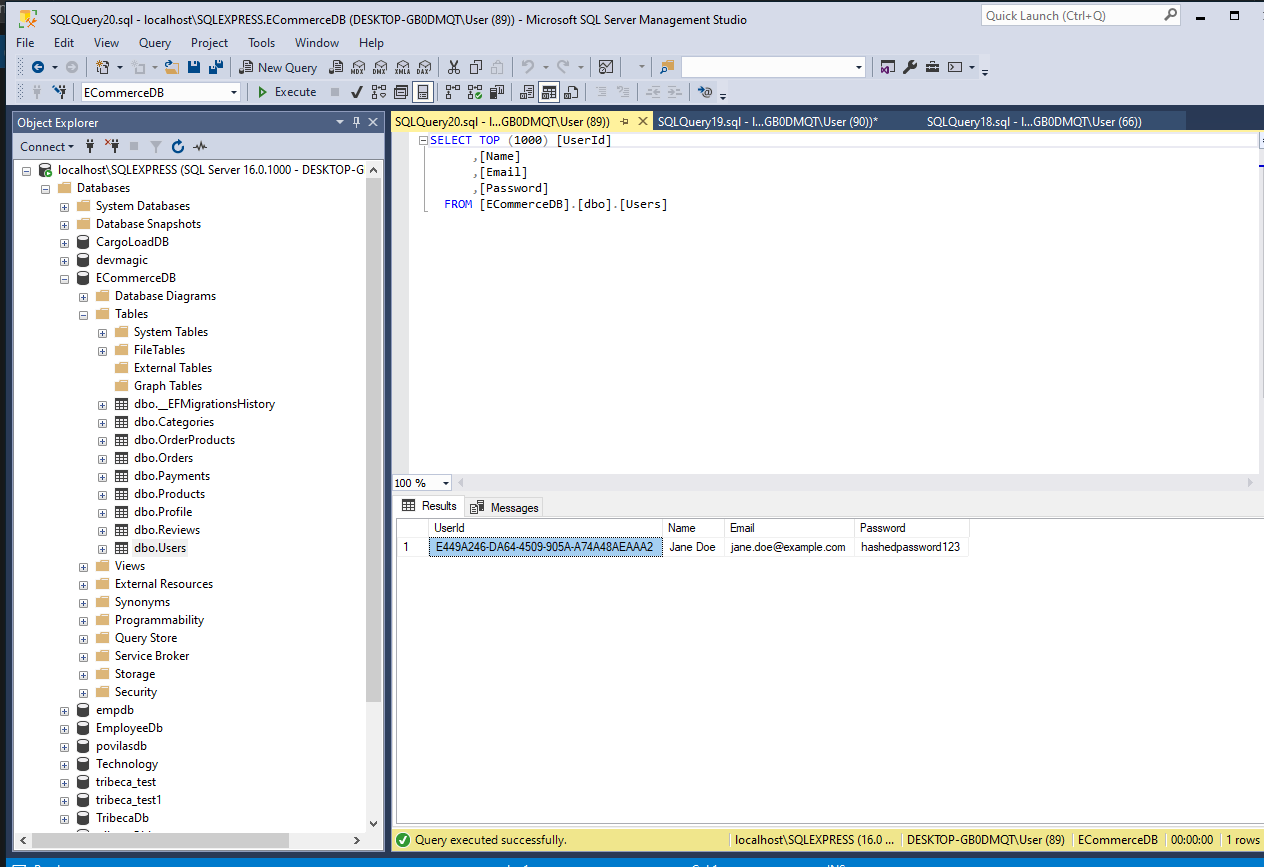 SQLQuery20.sql - localhost\SQLEXPRESS.ECommerceDB (DESKTOP-GB0DMQT\User (89)) - Microsoft SQL Server Management Studio
Quick Launch (Ctrl+Q)
File Edit View Query Project Tools Window Help
New Query MDX DMX XMLA DAX
ECommerceDB Execute
Object Explorer
SQLQuery20.sql - l...GB0DMQT\User (89)) SQLQuery19.sql - l...GB0DMQT\User (90))* SQLQuery18.sql - l...GB0DMQT\User (66))
Connect
SELECT TOP (1000) [UserId]
,[Name]
,[Email]
,[Password]
FROM [ECommerceDB].[dbo].[Users]
localhost\SQLEXPRESS (SQL Server 16.0.1000 - DESKTOP-G
Databases
System Databases
Database Snapshots
CargoLoadDB
devmagic
ECommerceDB
Database Diagrams
Tables
System Tables
FileTables
External Tables
Graph Tables
dbo.__EFMigrationsHistory
dbo.Categories
dbo.OrderProducts
dbo.Orders
dbo.Payments
dbo.Products
dbo.Profile
dbo.Reviews
dbo.Users
Views
External Resources
Synonyms
Programmability
Query Store
Service Broker
Storage
Security
empdb
EmployeeDb
povilasdb
Technology
tribeca_test
tribeca_test1
TribecaDb
100 %
Results Messages
UserId Name Email Password
1 E449A246-DA64-4509-905A-A74A48AEAAA2 Jane Doe jane.doe@example.com hashedpassword123
Query executed successfully. localhost\SQLEXPRESS (16.0 ... DESKTOP-GB0DMQT\User (89) ECommerceDB 00:00:00 1 rows